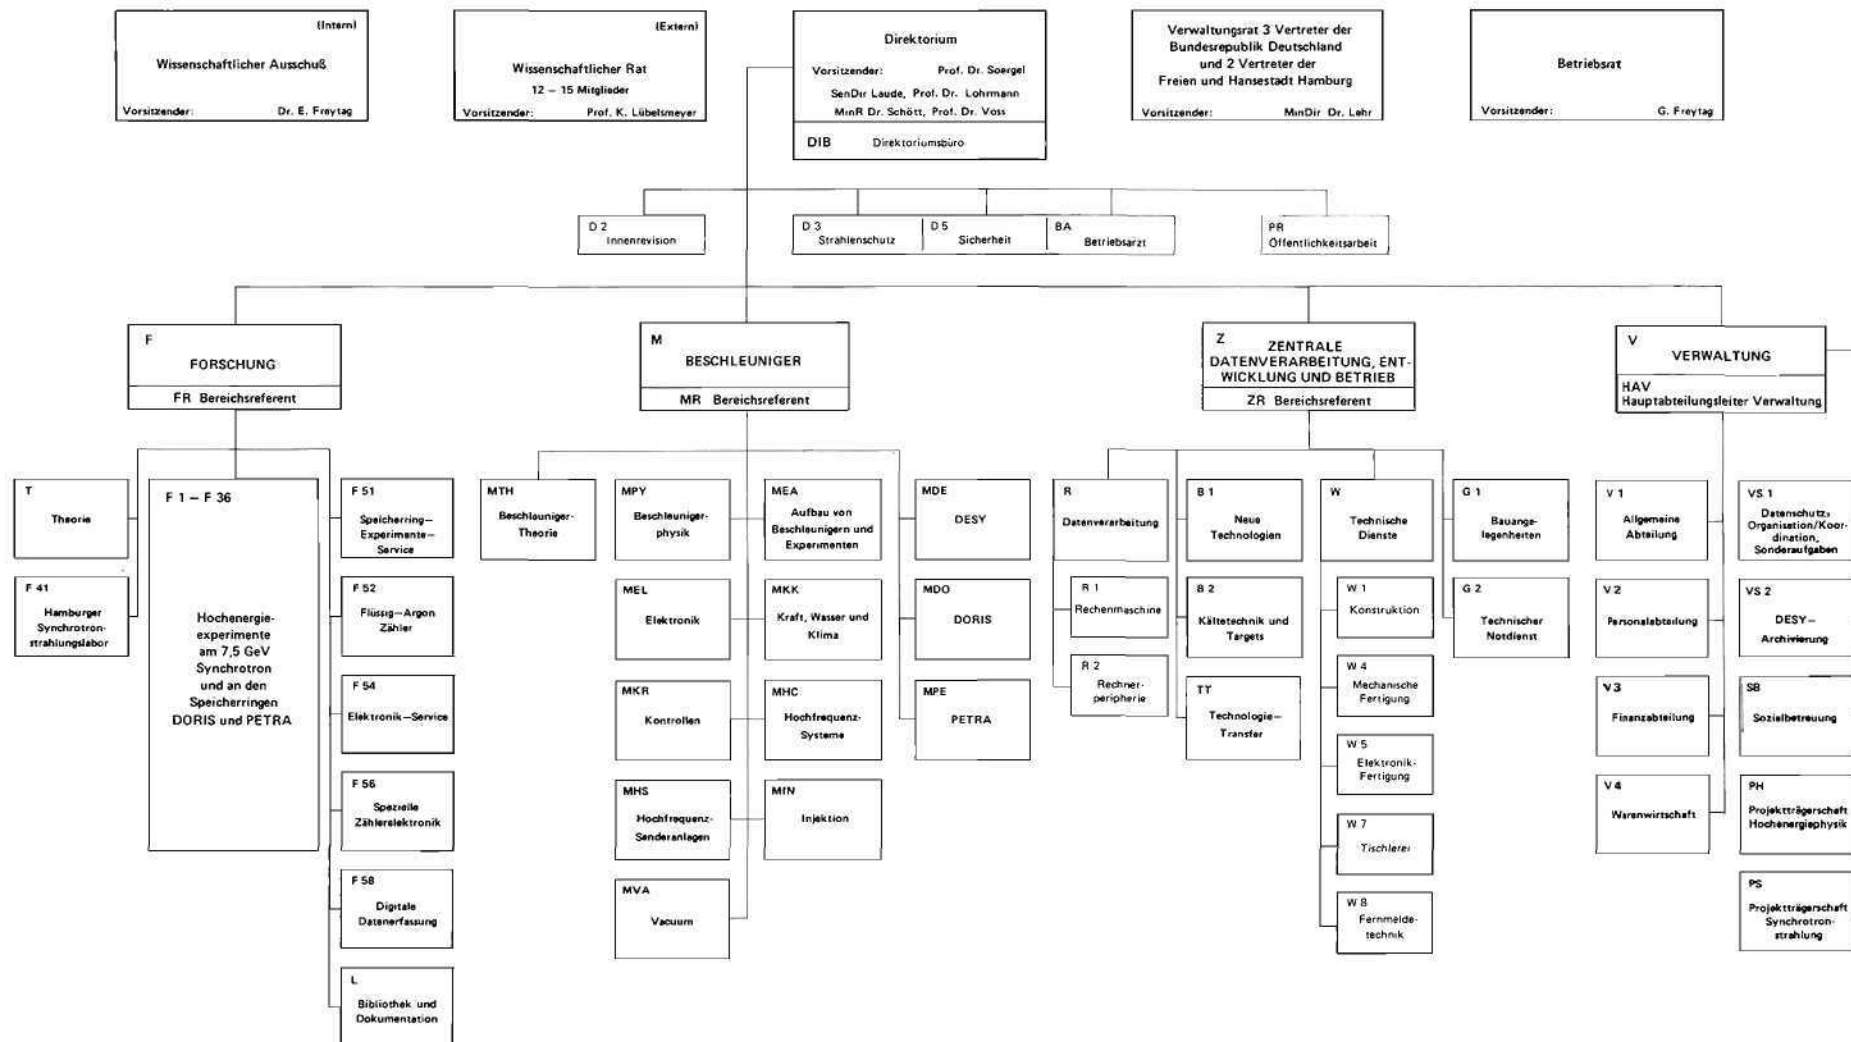 (Intern)
Wissenschaftlicher Ausschuß
Vorsitzender: Dr. E. Freytag
(Extern)
Wissenschaftlicher Rat
12 – 15 Mitglieder
Vorsitzender: Prof. K. Lübelsmeyer
Direktorium
Vorsitzender: Prof. Dr. Soergel
SenDir Laude, Prof. Dr. Lohrmann
MinR Dr. Schött, Prof. Dr. Voss
DIB Direktoriumsbüro
Verwaltungsrat 3 Vertreter der
Bundesrepublik Deutschland
und 2 Vertreter der
Freien und Hansestadt Hamburg
Vorsitzender: MinDir Dr. Lehr
Betriebsrat
Vorsitzender: G. Freytag
D 2
Innenrevision
D 3
Strahlenschutz
D 5
Sicherheit
BA
Betriebsarzt
PR
Öffentlichkeitsarbeit
F
FORSCHUNG
FR Bereichsreferent
M
BESCHLEUNIGER
MR Bereichsreferent
Z
ZENTRALE
DATENVERARBEITUNG, ENT-
WICKLUNG UND BETRIEB
ZR Bereichsreferent
V
VERWALTUNG
HAV
Hauptabteilungsleiter Verwaltung
T
Theorie
F 41
Hamburger
Synchrotron-
strahlungslabor
F 1 – F 36
Hochenergie-
experimente
am 7,5 GeV
Synchrotron
und an den
Speicherringen
DORIS und PETRA
F 51
Speicherring–
Experimente–
Service
F 52
Flüssig–Argon
Zähler
F 54
Elektronik–Service
F 56
Spezielle
Zählerelektronik
F 58
Digitale
Datenerfassung
L
Bibliothek und
Dokumentation
MTH
Beschleuniger-
Theorie
MPY
Beschleuniger-
physik
MEL
Elektronik
MKR
Kontrollen
MHS
Hochfrequenz-
Senderanlagen
MVA
Vacuum
MEA
Aufbau von
Beschleunigern und
Experimenten
MKK
Kraft, Wasser und
Klima
MHC
Hochfrequenz-
Systeme
MIN
Injektion
MDE
DESY
MDO
DORIS
MPE
PETRA
R
Datenverarbeitung
R 1
Rechenmaschine
R 2
Rechner-
peripherie
B 1
Neue
Technologien
B 2
Kältetechnik und
Targets
TT
Technologie–
Transfer
W
Technische
Dienste
W 1
Konstruktion
W 4
Mechanische
Fertigung
W 5
Elektronik-
Fertigung
W 7
Tischlerei
W 8
Fernmelde-
technik
G 1
Bauange-
legenheiten
G 2
Technischer
Notdienst
V 1
Allgemeine
Abteilung
V 2
Personalabteilung
V 3
Finanzabteilung
V 4
Warenwirtschaft
VS 1
Datenschutz,
Organisation/Koor-
dination,
Sonderaufgaben
VS 2
DESY–
Archivierung
SB
Sozialbetreuung
PH
Projektträgerschaft
Hochenergiephysik
PS
Projektträgerschaft
Synchrotron-
strahlung